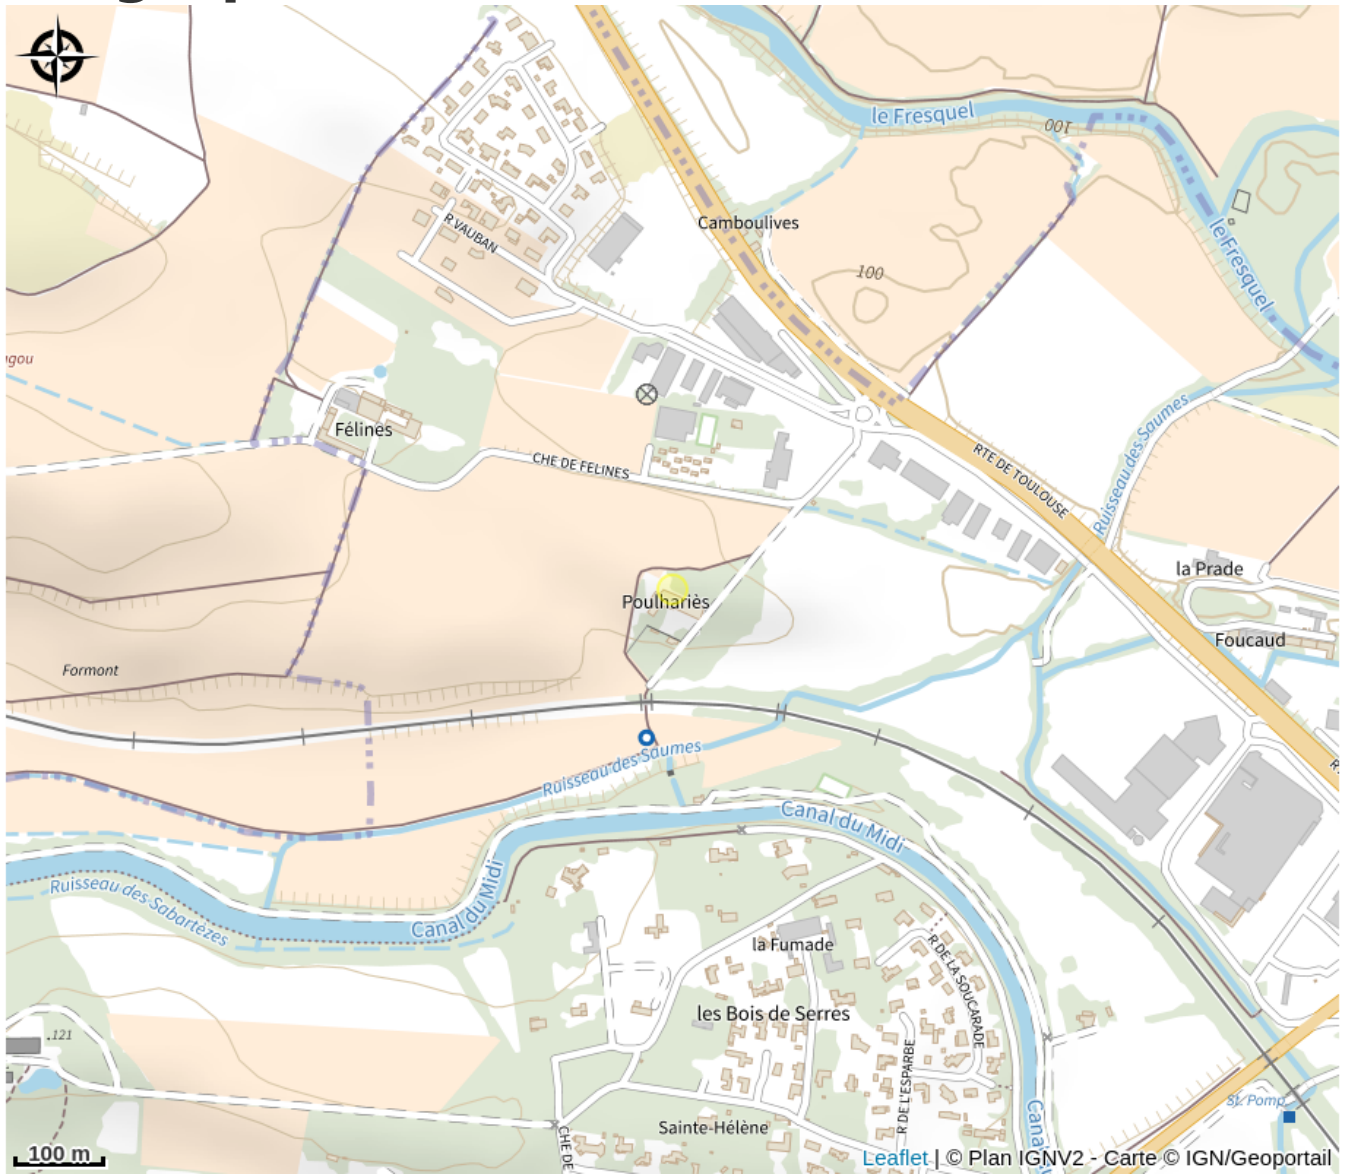 le Fresquel
100
Camboulives
R VAUBAN
le Fresquel
100
Félines
CHE DE FELINES
RTE DE TOULOUSE
Ruisseau des Saumes
la Prade
Poulhariès
Foucaud
Formont
Ruisseau des Saumes
Canal du Midi
Canal du Midi
Ruisseau des Sabartèzes
la Fumade
R DE LA SOUCARADE
les Bois de Serres
.121
R DE L'ESPARBE
St. Pomp.
Sainte-Hélène
CHE DE
Canal
100 m
Leaflet | © Plan IGNV2 - Carte © IGN/Geoportail